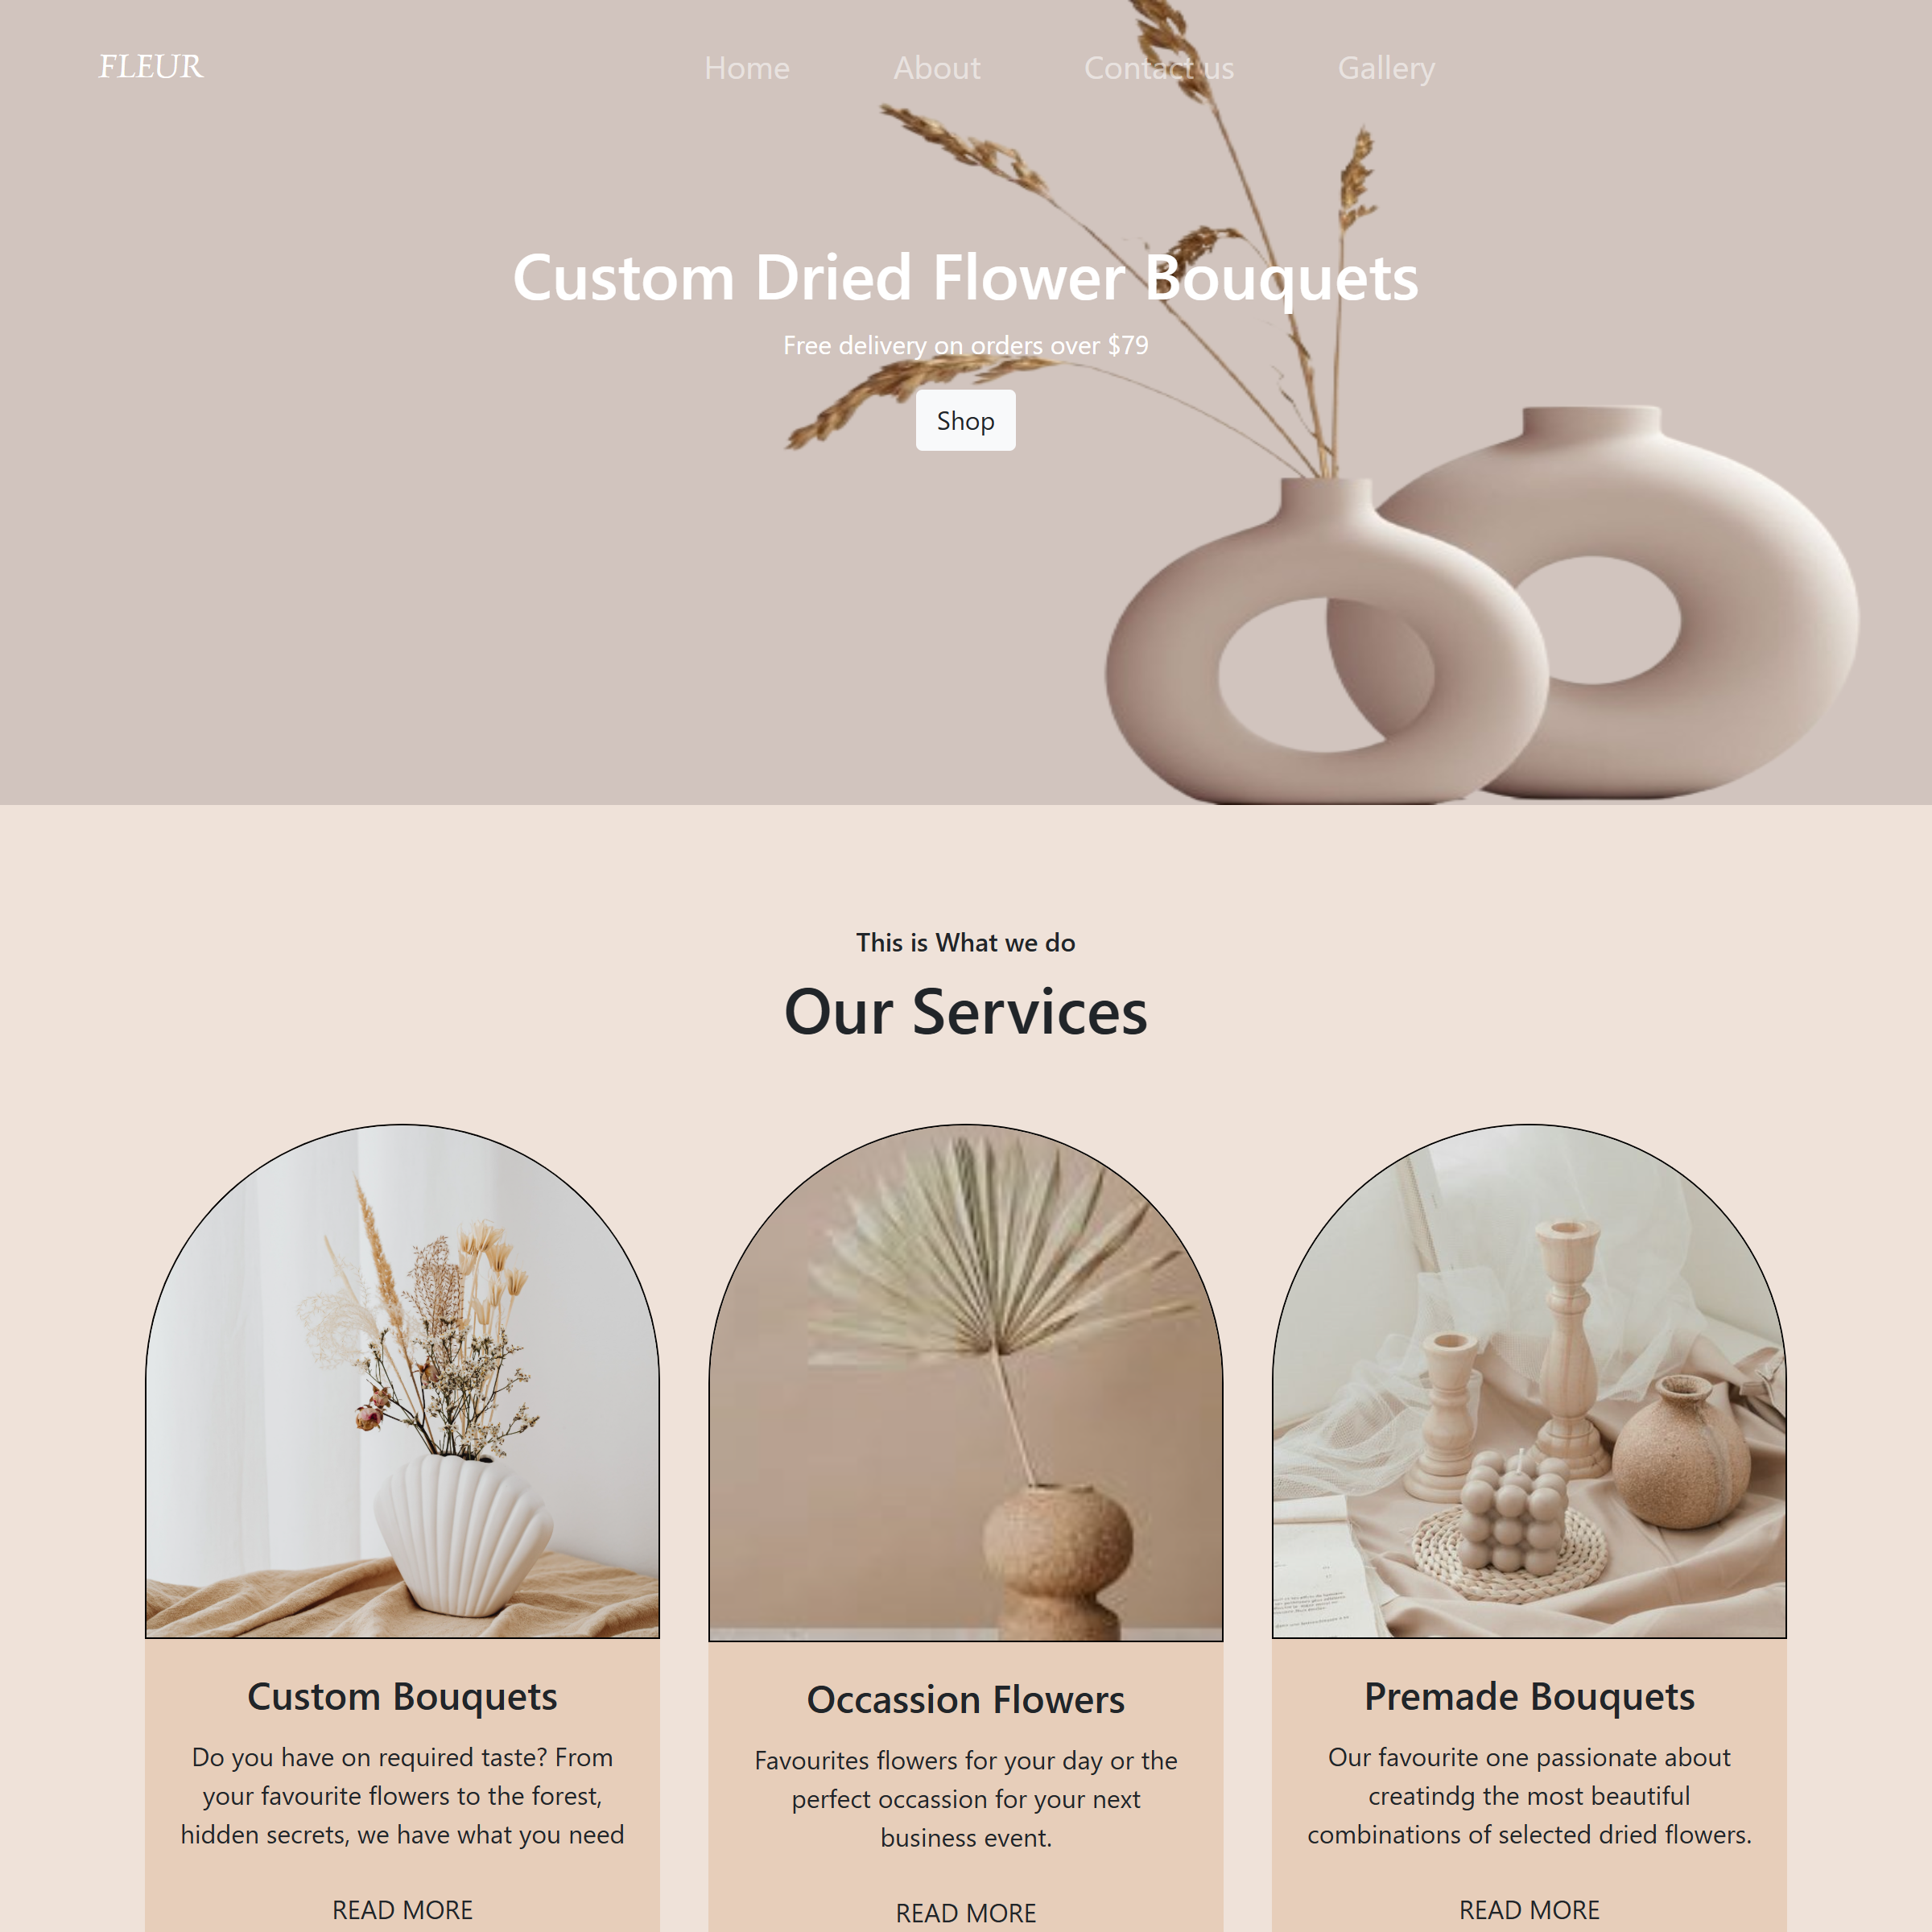 FLEUR
Home About Contact us Gallery
Custom Dried Flower Bouquets
Free delivery on orders over $79
Shop
This is What we do
Our Services
Custom Bouquets
Do you have on required taste? From
your favourite flowers to the forest,
hidden secrets, we have what you need
READ MORE
Occassion Flowers
Favourites flowers for your day or the
perfect occassion for your next
business event.
READ MORE
Premade Bouquets
Our favourite one passionate about
creatindg the most beautiful
combinations of selected dried flowers.
READ MORE